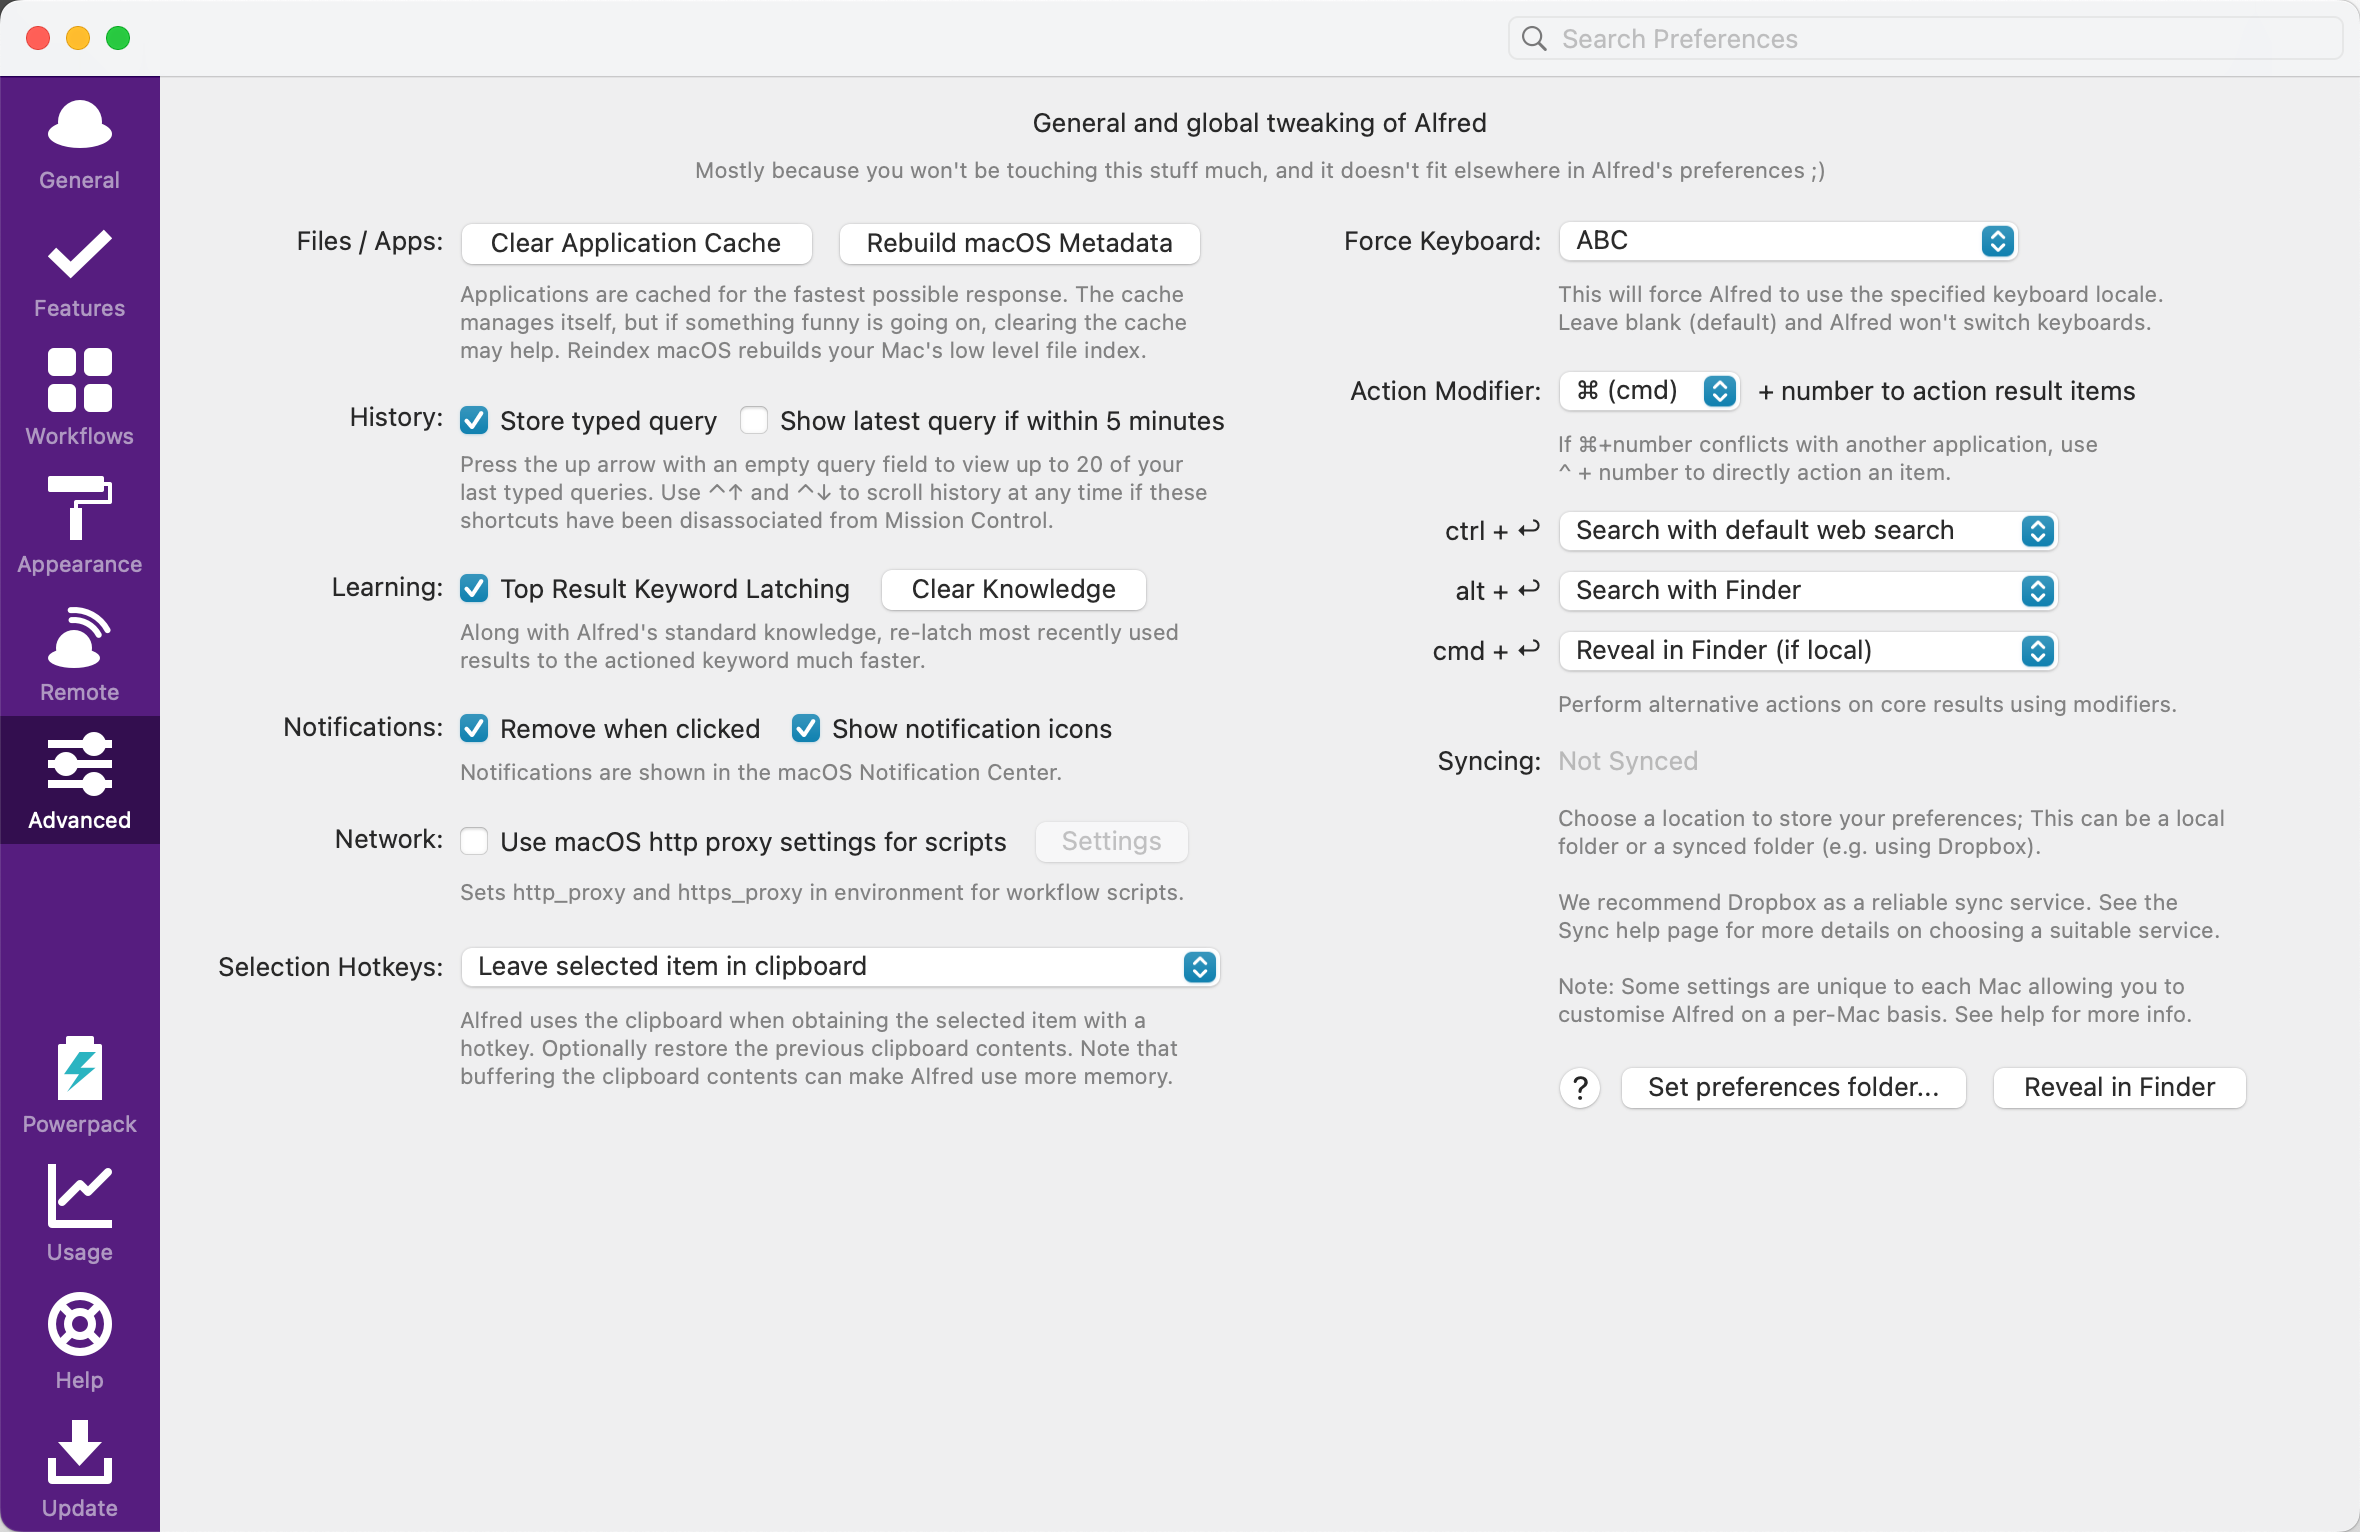 Search Preferences
General
Features
Workflows
Appearance
Remote
Advanced
Powerpack
Usage
Help
Update
General and global tweaking of Alfred
Mostly because you won't be touching this stuff much, and it doesn't fit elsewhere in Alfred's preferences ;)
Files / Apps: Clear Application Cache Rebuild macOS Metadata
Applications are cached for the fastest possible response. The cache
manages itself, but if something funny is going on, clearing the cache
may help. Reindex macOS rebuilds your Mac's low level file index.
History: Store typed query Show latest query if within 5 minutes
Press the up arrow with an empty query field to view up to 20 of your
last typed queries. Use ^↑ and ^↓ to scroll history at any time if these
shortcuts have been disassociated from Mission Control.
Learning: Top Result Keyword Latching Clear Knowledge
Along with Alfred's standard knowledge, re-latch most recently used
results to the actioned keyword much faster.
Notifications: Remove when clicked Show notification icons
Notifications are shown in the macOS Notification Center.
Network: Use macOS http proxy settings for scripts Settings
Sets http_proxy and https_proxy in environment for workflow scripts.
Selection Hotkeys: Leave selected item in clipboard
Alfred uses the clipboard when obtaining the selected item with a
hotkey. Optionally restore the previous clipboard contents. Note that
buffering the clipboard contents can make Alfred use more memory.
Force Keyboard: ABC
This will force Alfred to use the specified keyboard locale.
Leave blank (default) and Alfred won't switch keyboards.
Action Modifier: ⌘ (cmd) + number to action result items
If ⌘+number conflicts with another application, use
^ + number to directly action an item.
ctrl + ↩ Search with default web search
alt + ↩ Search with Finder
cmd + ↩ Reveal in Finder (if local)
Perform alternative actions on core results using modifiers.
Syncing: Not Synced
Choose a location to store your preferences; This can be a local
folder or a synced folder (e.g. using Dropbox).
We recommend Dropbox as a reliable sync service. See the
Sync help page for more details on choosing a suitable service.
Note: Some settings are unique to each Mac allowing you to
customise Alfred on a per-Mac basis. See help for more info.
? Set preferences folder... Reveal in Finder